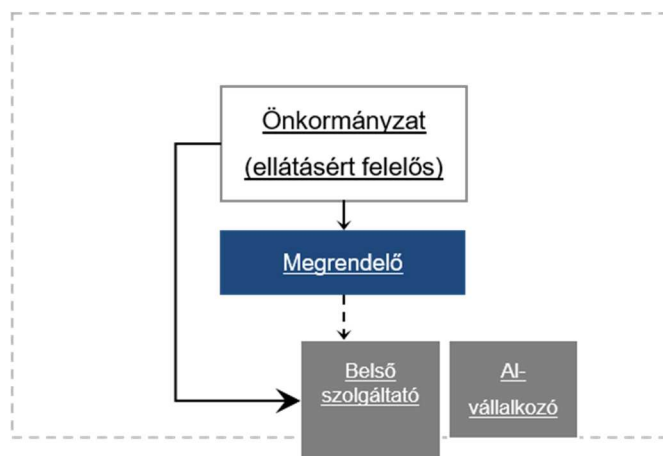 Önkormányzat
(ellátásért felelős)
Megrendelő
Belső
szolgáltató
Al-
vállalkozó